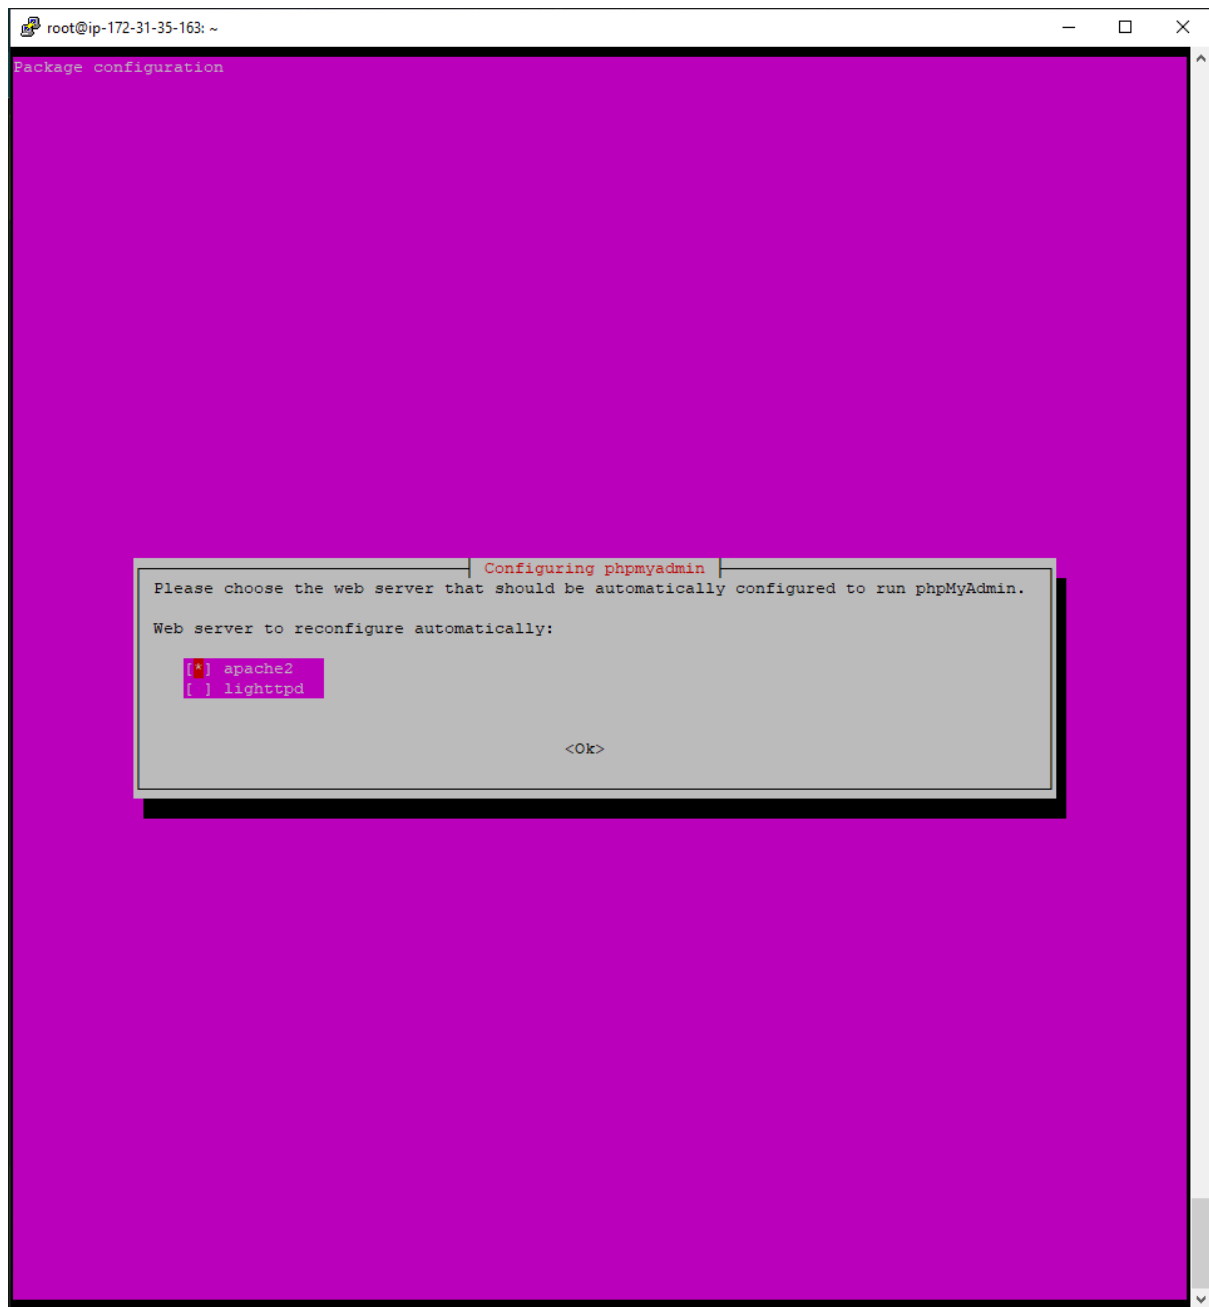 root@ip-172-31-35-163: ~
Package configuration
Configuring phpmyadmin
Please choose the web server that should be automatically configured to run phpMyAdmin.
Web server to reconfigure automatically:
[*] apache2
[ ] lighttpd
<Ok>